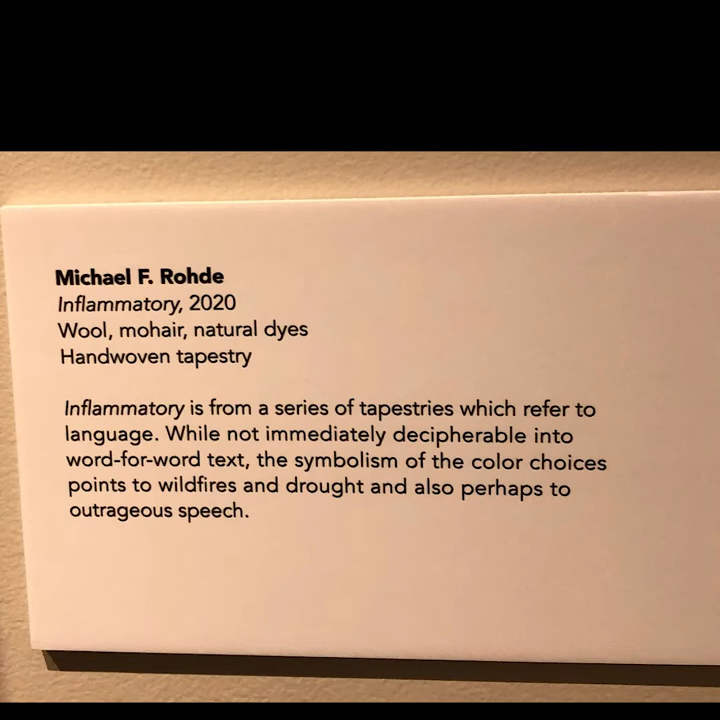 Michael F. Rohde
Inflammatory, 2020
Wool, mohair, natural dyes
Handwoven tapestry
Inflammatory is from a series of tapestries which refer to
language. While not immediately decipherable into
word-for-word text, the symbolism of the color choices
points to wildfires and drought and also perhaps to
outrageous speech.